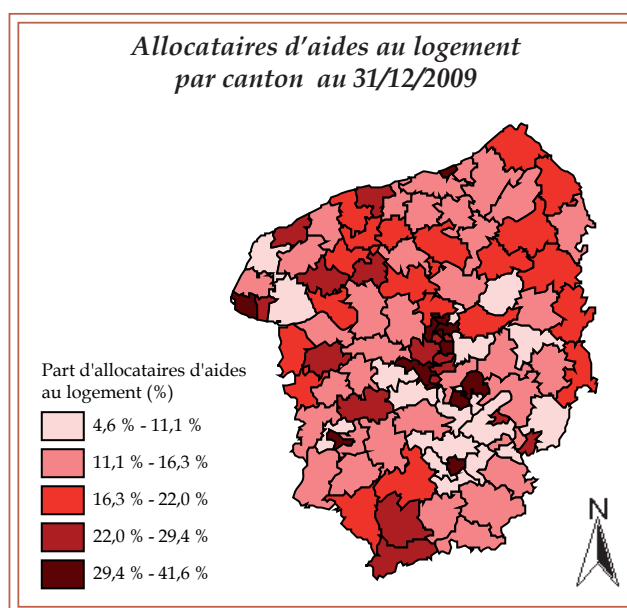 Allocataires d'aides au logement
par canton au 31/12/2009
Part d'allocataires d'aides
au logement (%)
4,6 % - 11,1 %
11,1 % - 16,3 %
16,3 % - 22,0 %
22,0 % - 29,4 %
29,4 % - 41,6 %
N